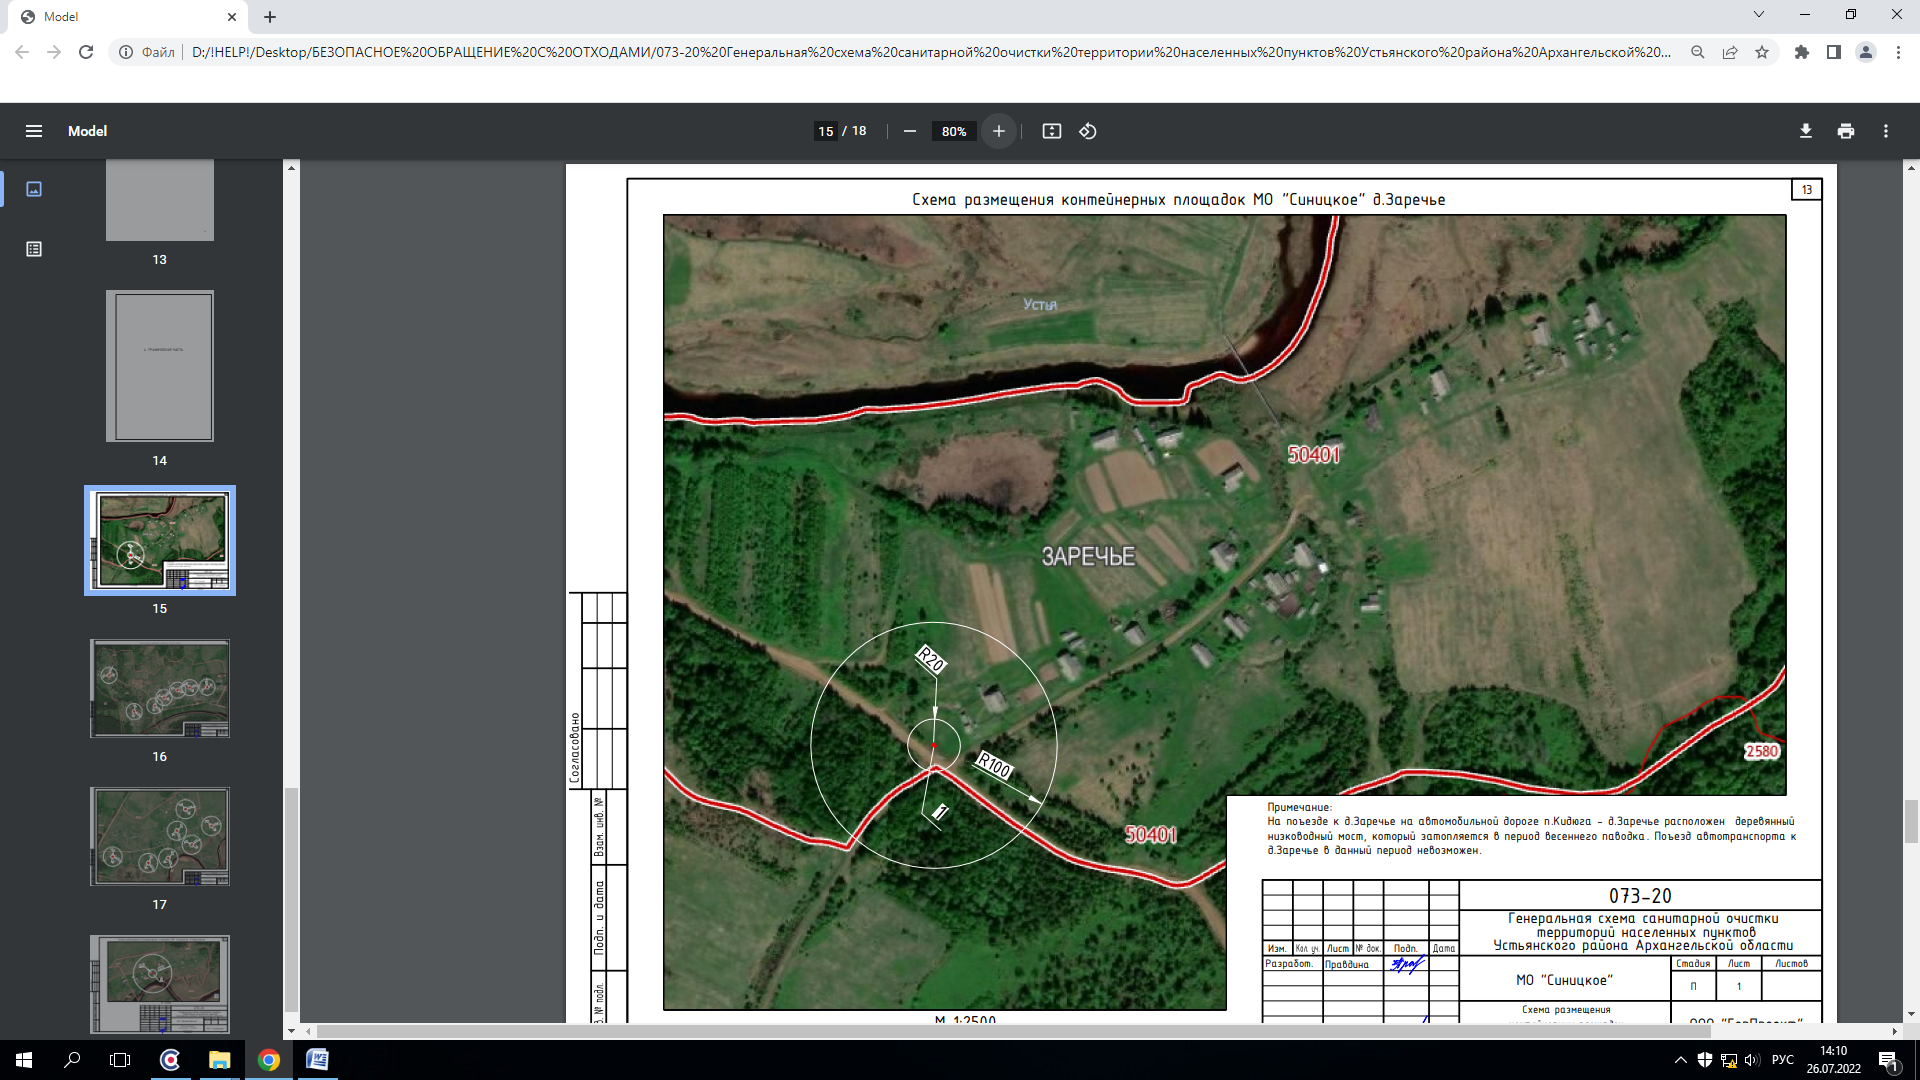 Model
Файл
D:/!HELP!/Desktop/БЕЗОПАСНОЕ%20ОБРАЩЕНИЕ%20С%20ОТХОДАМИ/073-20%20Генеральная%20схема%20санитарной%20очистки%20территории%20населенных%20пунктов%20Устьянского%20района%20Архангельской%20...
Model
15 / 18
80%
13
14
15
16
17
13
Схема размещения контейнерных площадок МО "Синицкое" д.Заречье
Устья
50401
ЗАРЕЧЬЕ
R20
R100
1
2580
50401
Согласовано
Взам. инв. №
Подп. и дата
№ подл.
Примечание:
На поъезде к д.Заречье на автомобильной дороге п.Кидюга - д.Заречье расположен деревянный
низководный мост, который затопляется в период весеннего паводка. Поъезд автотранспорта к
д.Заречье в данный период невозможен.
073-20
Генеральная схема санитарной очистки
территорий населенных пунктов
Устьянского района Архангельской области
Изм. Кол. уч. Лист № док. Подп. Дата
Разработ. Правдина
МО "Синицкое"
Стадия Лист Листов
П 1
Схема размещения
М 1:2500
РУС
14:10
26.07.2022
1